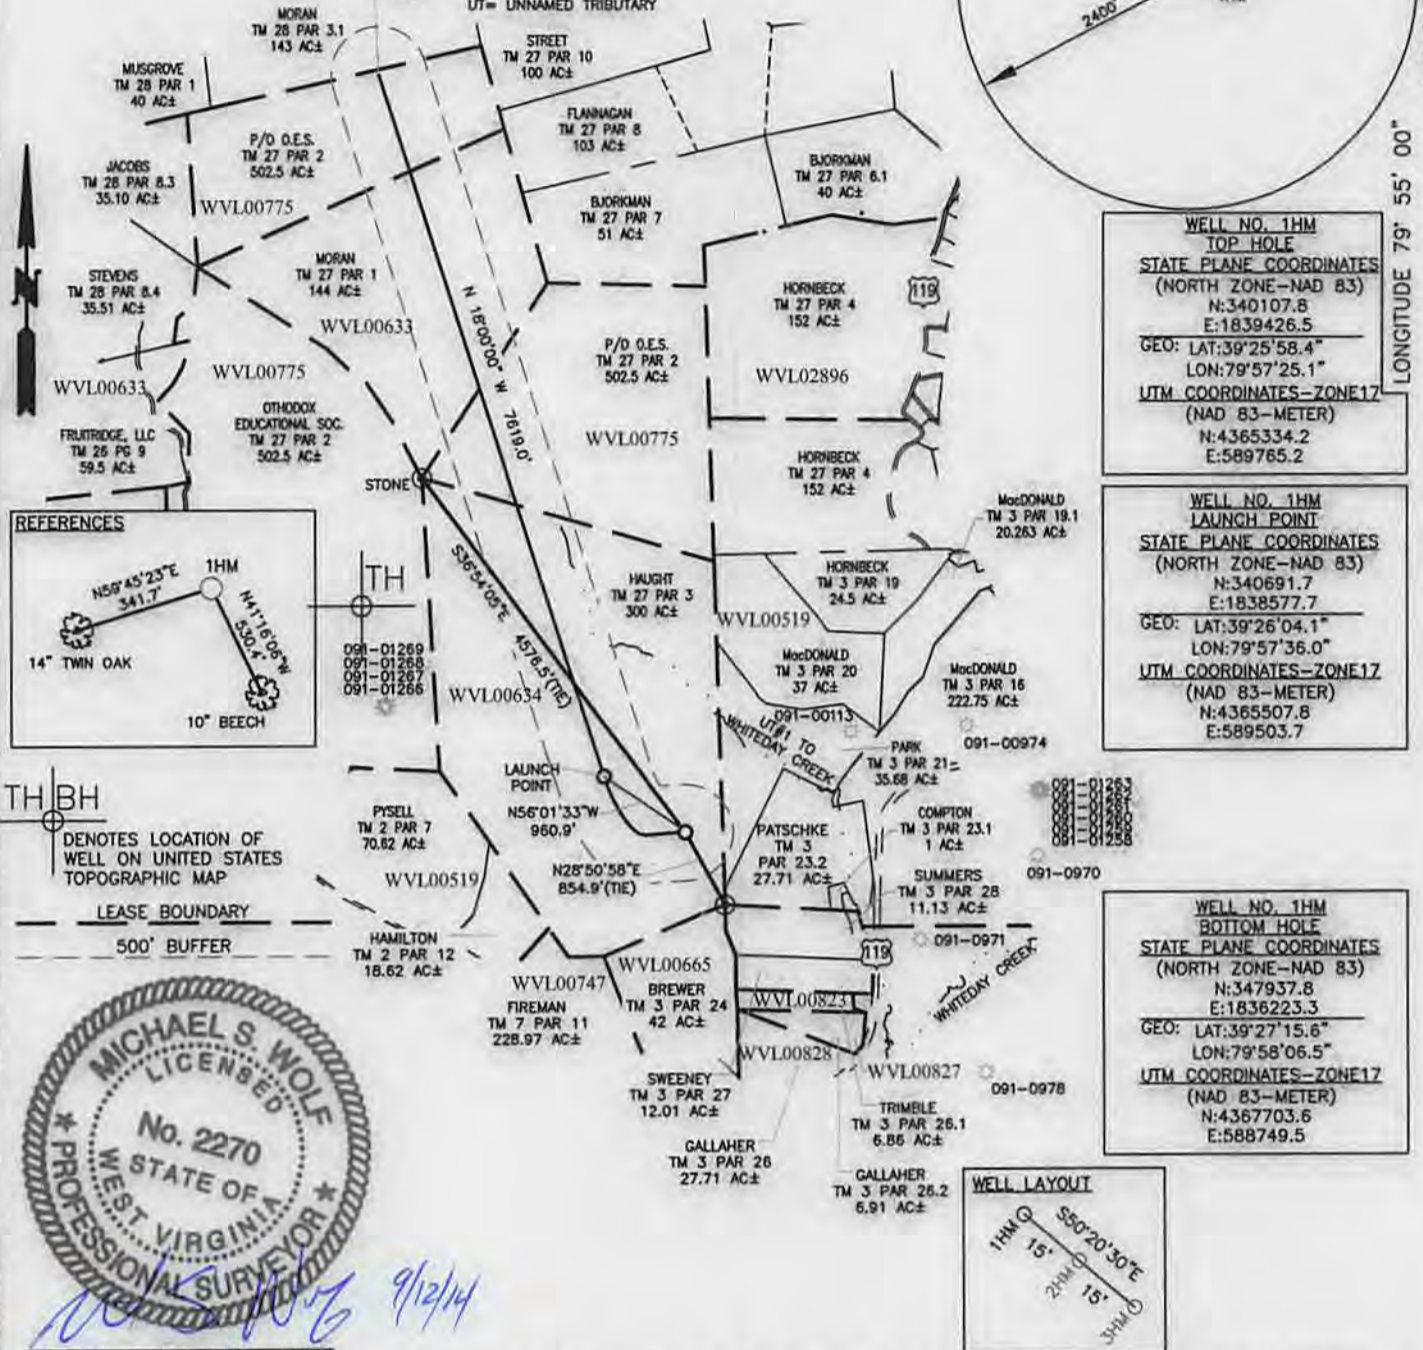 UT= UNNAMED TRIBUTARY
MORAN
TM 28 PAR 3.1
143 AC±
STREET
TM 27 PAR 10
100 AC±
2400'
MUSGROVE
TM 28 PAR 1
40 AC±
P/O O.E.S.
TM 27 PAR 2
502.5 AC±
FLANNAGAN
TM 27 PAR 8
103 AC±
BJORKMAN
TM 27 PAR 6.1
40 AC±
JACOBS
TM 28 PAR 8.3
35.10 AC±
WVL00775
BJORKMAN
TM 27 PAR 7
51 AC±
STEVENS
TM 28 PAR 8.4
35.51 AC±
MORAN
TM 27 PAR 1
144 AC±
WVL00633
N 18°00'00" W 7619.0'
HORNBECK
TM 27 PAR 4
152 AC±
119
N
P/O O.E.S.
TM 27 PAR 2
502.5 AC±
WVL02896
WVL00633
WVL00775
OTHODOX
EDUCATIONAL SOC.
TM 27 PAR 2
502.5 AC±
WVL00775
FRUITRIDGE, LLC
TM 26 PG 9
59.5 AC±
HORNBECK
TM 27 PAR 4
152 AC±
STONE
MacDONALD
TM 3 PAR 19.1
20.263 AC±
LONGITUDE 79° 55' 00"
WELL NO. 1HM
TOP HOLE
STATE PLANE COORDINATES
(NORTH ZONE-NAD 83)
N:340107.8
E:1839426.5
GEO: LAT:39°25'58.4"
LON:79°57'25.1"
UTM COORDINATES-ZONE17
(NAD 83-METER)
N:4365334.2
E:589765.2
WELL NO. 1HM
LAUNCH POINT
STATE PLANE COORDINATES
(NORTH ZONE-NAD 83)
N:340691.7
E:1838577.7
GEO: LAT:39°26'04.1"
LON:79°57'36.0"
UTM COORDINATES-ZONE17
(NAD 83-METER)
N:4365507.8
E:589503.7
REFERENCES
1HM
N59°45'23"E
341.7'
N41°16'06"W
530.4'
14" TWIN OAK
10" BEECH
TH
091-01269
091-01268
091-01267
091-01266
S36°54'05"E 4576.5'(TIE)
HAUGHT
TM 27 PAR 3
300 AC±
HORNBECK
TM 3 PAR 19
24.5 AC±
WVL00519
WVL00634
MacDONALD
TM 3 PAR 20
37 AC±
MacDONALD
TM 3 PAR 16
222.75 AC±
091-00113
091-00974
UT#1 TO
WHITEDAY CREEK
PARK
TM 3 PAR 21
35.68 AC±
LAUNCH
POINT
N56°01'33"W
960.9'
TH BH
DENOTES LOCATION OF
WELL ON UNITED STATES
TOPOGRAPHIC MAP
LEASE BOUNDARY
500' BUFFER
PYSELL
TM 2 PAR 7
70.62 AC±
WVL00519
N28°50'58"E
854.9'(TIE)
PATSCHKE
TM 3
PAR 23.2
27.71 AC±
COMPTON
TM 3 PAR 23.1
1 AC±
091-01263
091-01262
091-01261
091-01260
091-01259
091-01258
091-0970
SUMMERS
TM 3 PAR 28
11.13 AC±
HAMILTON
TM 2 PAR 12
18.62 AC±
091-0971
119
WHITEDAY CREEK
WVL00747
FIREMAN
TM 7 PAR 11
228.97 AC±
WVL00665
BREWER
TM 3 PAR 24
42 AC±
WVL00823
WVL00828
WVL00827
091-0978
SWEENEY
TM 3 PAR 27
12.01 AC±
TRIMBLE
TM 3 PAR 26.1
6.86 AC±
GALLAHER
TM 3 PAR 26
27.71 AC±
GALLAHER
TM 3 PAR 26.2
6.91 AC±
WELL NO. 1HM
BOTTOM HOLE
STATE PLANE COORDINATES
(NORTH ZONE-NAD 83)
N:347937.8
E:1836223.3
GEO: LAT:39°27'15.6"
LON:79°58'06.5"
UTM COORDINATES-ZONE17
(NAD 83-METER)
N:4367703.6
E:588749.5
WELL LAYOUT
1HM
S50°20'30"E
15'
2HM
15'
3HM
MICHAEL S. WOLF
LICENSED
No. 2270
STATE OF
WEST VIRGINIA
★ PROFESSIONAL SURVEYOR ★
9/12/14